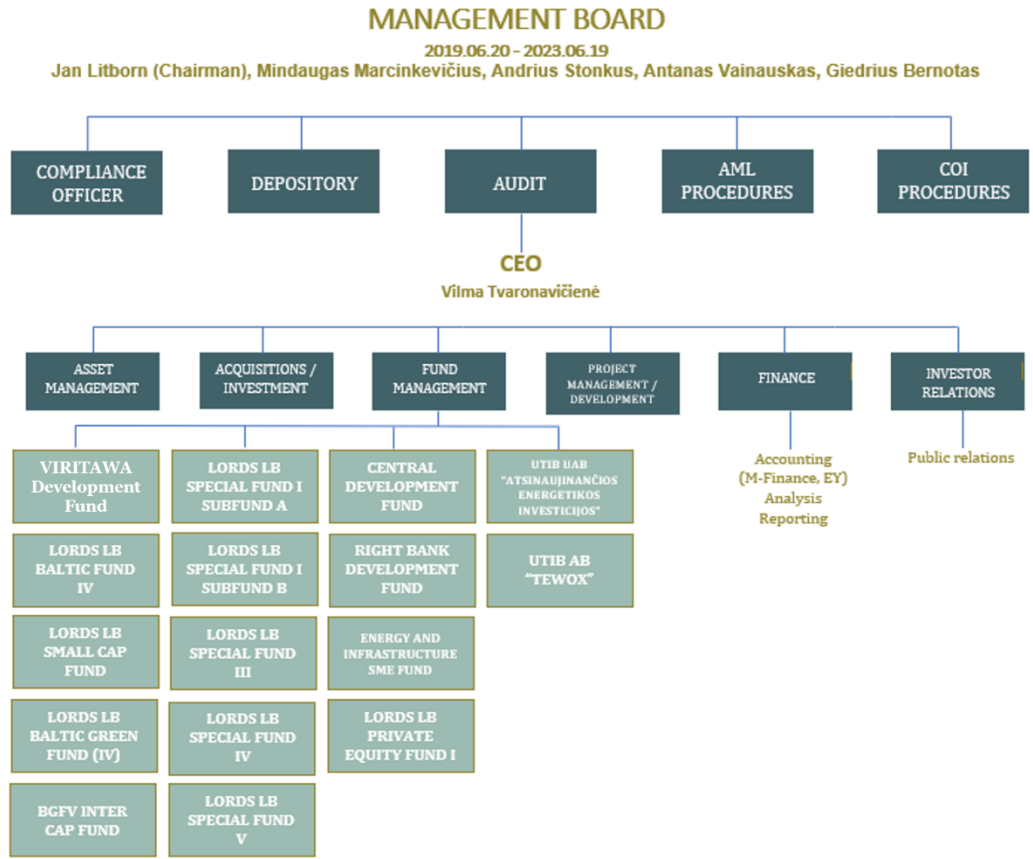 MANAGEMENT BOARD
2019.06.20 - 2023.06.19
Jan Litborn (Chairman), Mindaugas Marcinkevičius, Andrius Stonkus, Antanas Vainauskas, Giedrius Bernotas
COMPLIANCE
OFFICER
DEPOSITORY
AUDIT
AML
PROCEDURES
COI
PROCEDURES
CEO
Vilma Tvaronavičienė
ASSET
MANAGEMENT
ACQUISITIONS /
INVESTMENT
FUND
MANAGEMENT
PROJECT
MANAGEMENT /
DEVELOPMENT
FINANCE
INVESTOR
RELATIONS
VIRITAWA
Development
Fund
LORDS LB
SPECIAL FUND I
SUBFUND A
CENTRAL
DEVELOPMENT
FUND
UTIB UAB
"ATSINAUJINANČIOS
ENERGETIKOS
INVESTICIJOS"
Accounting
(M-Finance, EY)
Analysis
Reporting
Public relations
LORDS LB
BALTIC FUND
IV
LORDS LB
SPECIAL FUND I
SUBFUND B
RIGHT BANK
DEVELOPMENT
FUND
UTIB AB
"TEWOX"
LORDS LB
SMALL CAP
FUND
LORDS LB
SPECIAL FUND
III
ENERGY AND
INFRASTRUCTURE
SME FUND
LORDS LB
BALTIC GREEN
FUND (IV)
LORDS LB
SPECIAL FUND
IV
LORDS LB
PRIVATE
EQUITY FUND I
BGFV INTER
CAP FUND
LORDS LB
SPECIAL FUND
V